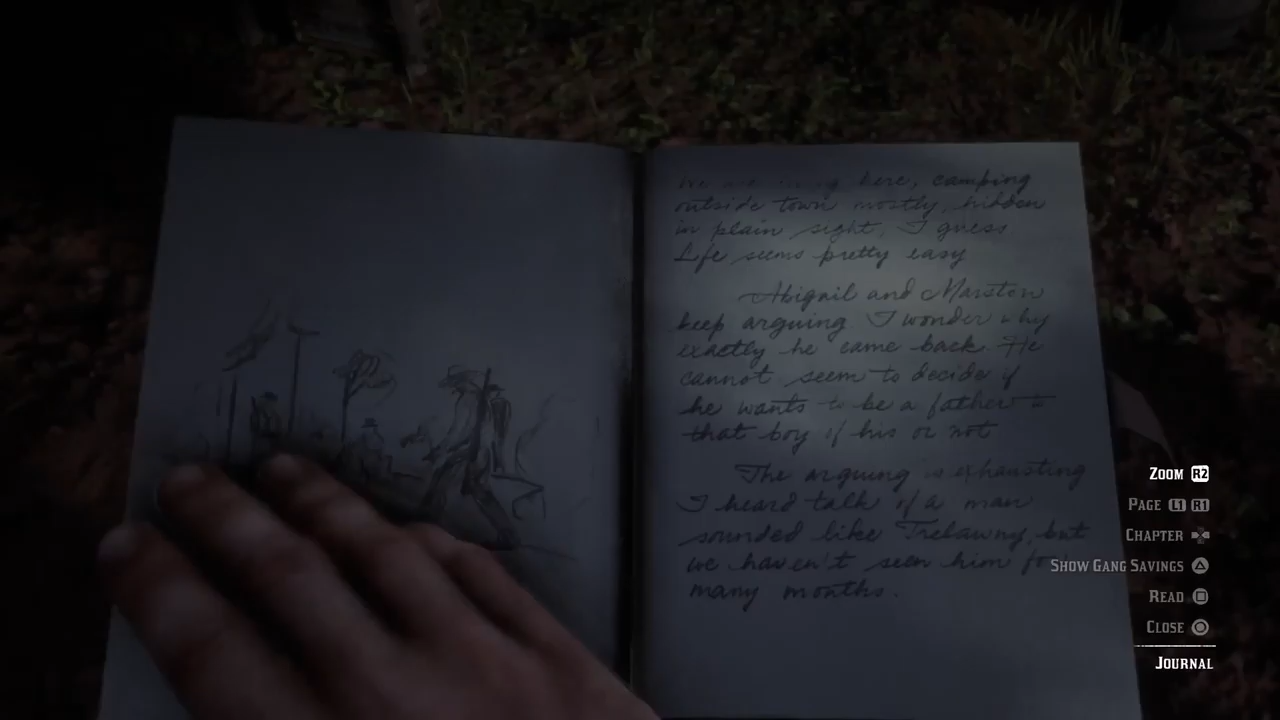 We are here, camping
outside town mostly, hidden
in plain sight, I guess
Life seems pretty easy
Abigail and Marston
keep arguing. I wonder why
exactly he came back. He
cannot seem to decide if
he wants to be a father to
that boy of his or not
The arguing is exhausting
I heard talk of a man
sounded like Trelawny, but
we haven't seen him for
many months.
ZOOM R2
PAGE L1 R1
CHAPTER
SHOW GANG SAVINGS
READ
CLOSE
JOURNAL